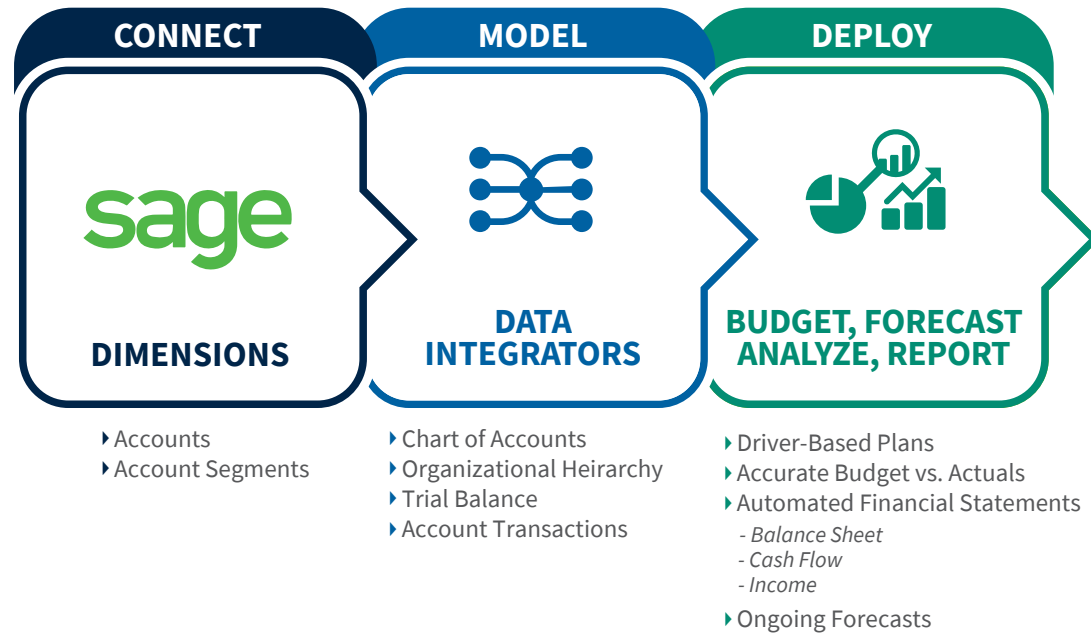 CONNECT
sage
DIMENSIONS
Accounts
Account Segments
MODEL
DATA
INTEGRATORS
Chart of Accounts
Organizational Heirarchy
Trial Balance
Account Transactions
DEPLOY
BUDGET, FORECAST
ANALYZE, REPORT
Driver-Based Plans
Accurate Budget vs. Actuals
Automated Financial Statements
- Balance Sheet
- Cash Flow
- Income
Ongoing Forecasts